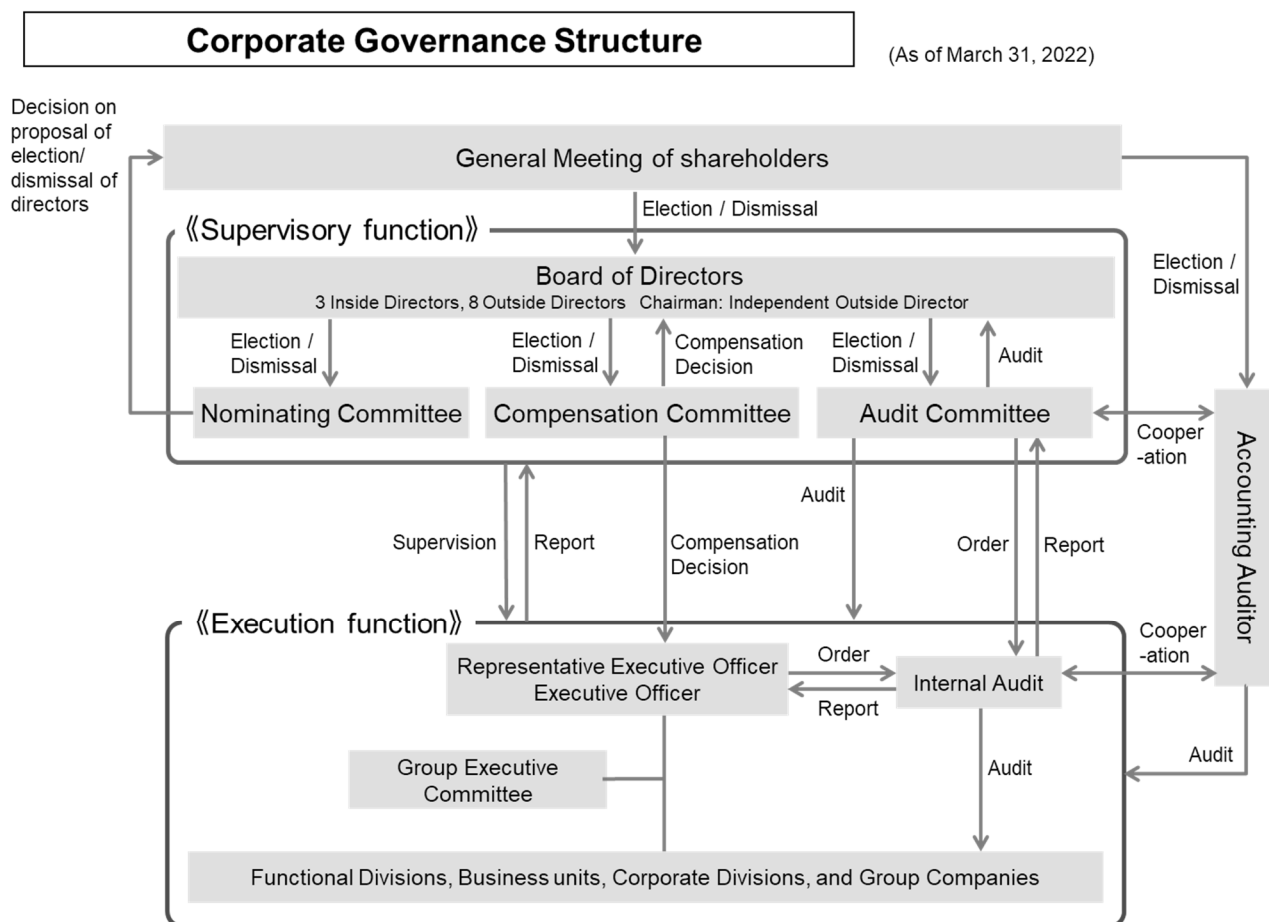 Corporate Governance Structure
(As of March 31, 2022)
Decision on
proposal of
election/
dismissal of
directors
General Meeting of shareholders
Election / Dismissal
Election /
Dismissal
《Supervisory function》
Board of Directors
3 Inside Directors, 8 Outside Directors Chairman: Independent Outside Director
Election /
Dismissal
Election /
Dismissal
Compensation
Decision
Election /
Dismissal
Audit
Nominating Committee
Compensation Committee
Audit Committee
Cooper
-ation
Accounting Auditor
Supervision
Report
Compensation
Decision
Audit
Order
Report
《Execution function》
Representative Executive Officer
Executive Officer
Order
Report
Internal Audit
Cooper
-ation
Group Executive
Committee
Audit
Audit
Functional Divisions, Business units, Corporate Divisions, and Group Companies